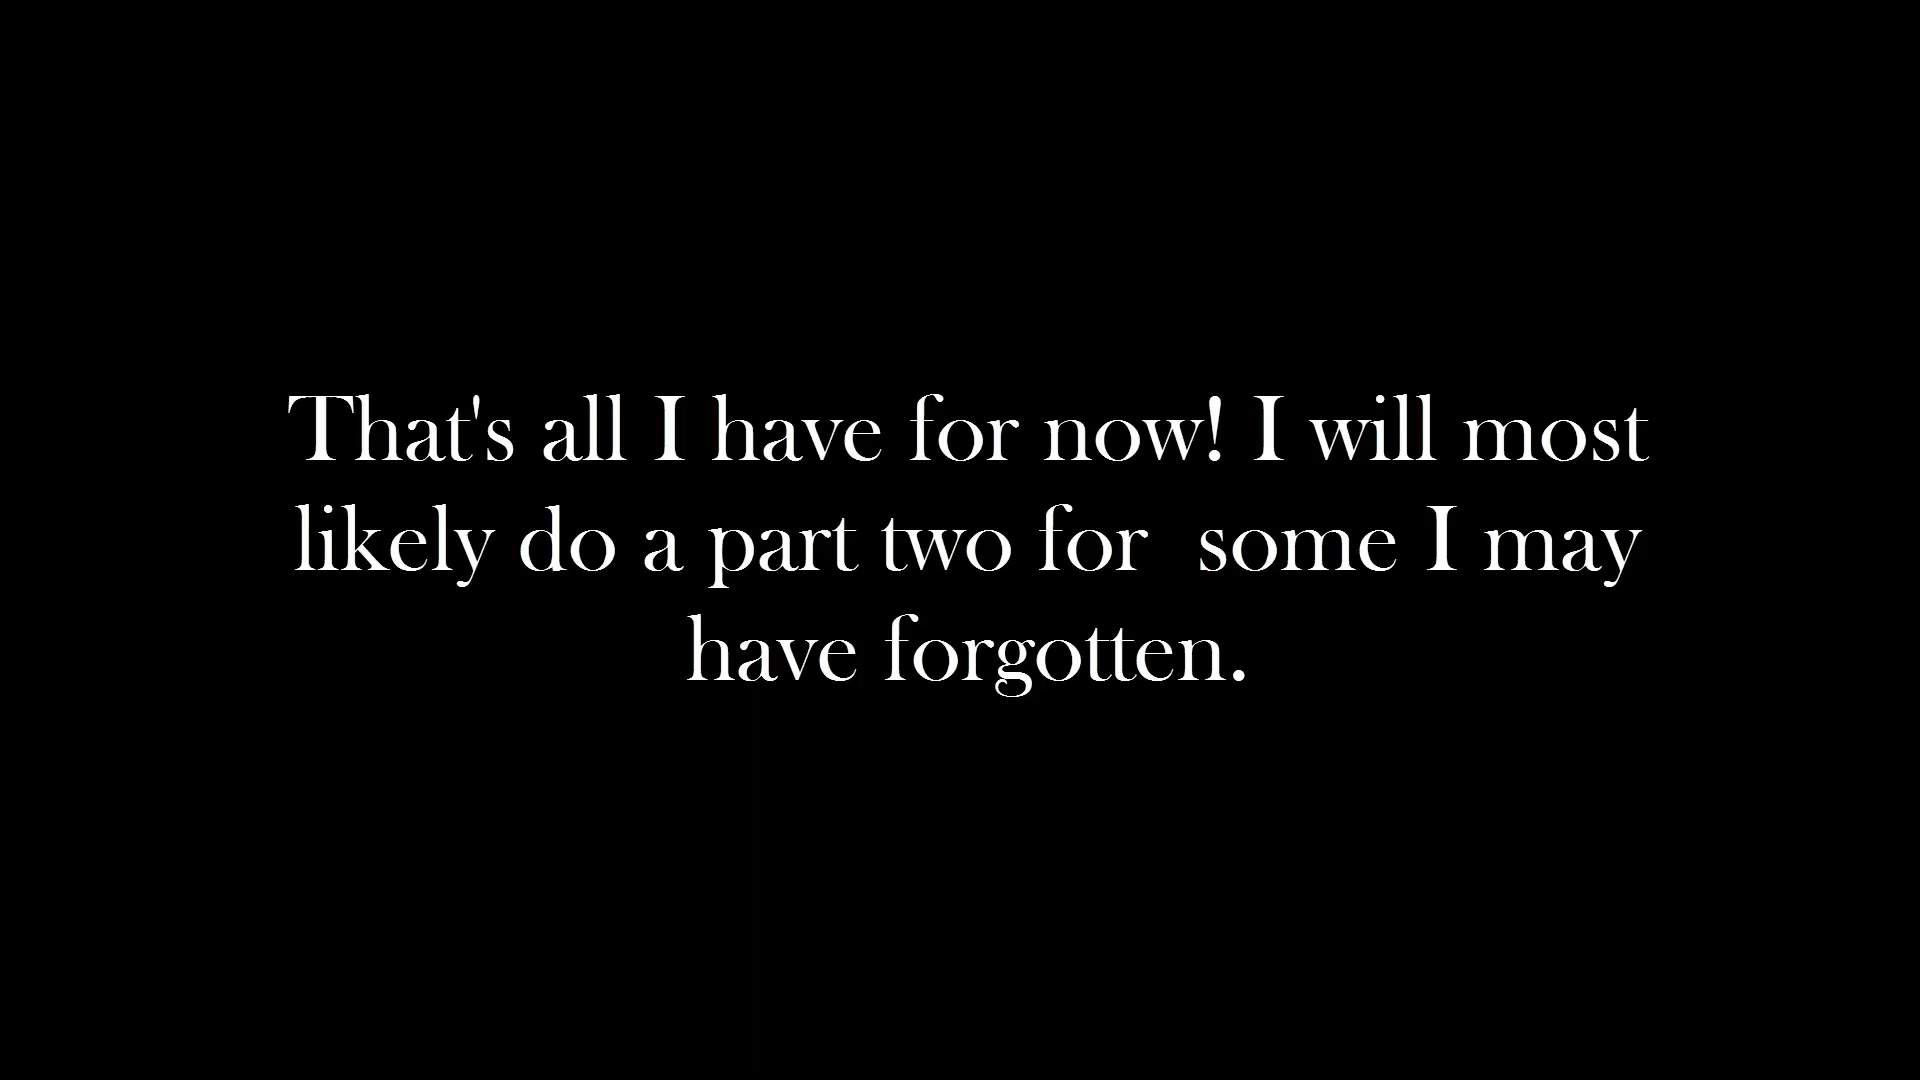 That's all I have for now! I will most
likely do a part two for  some I may
have forgotten.